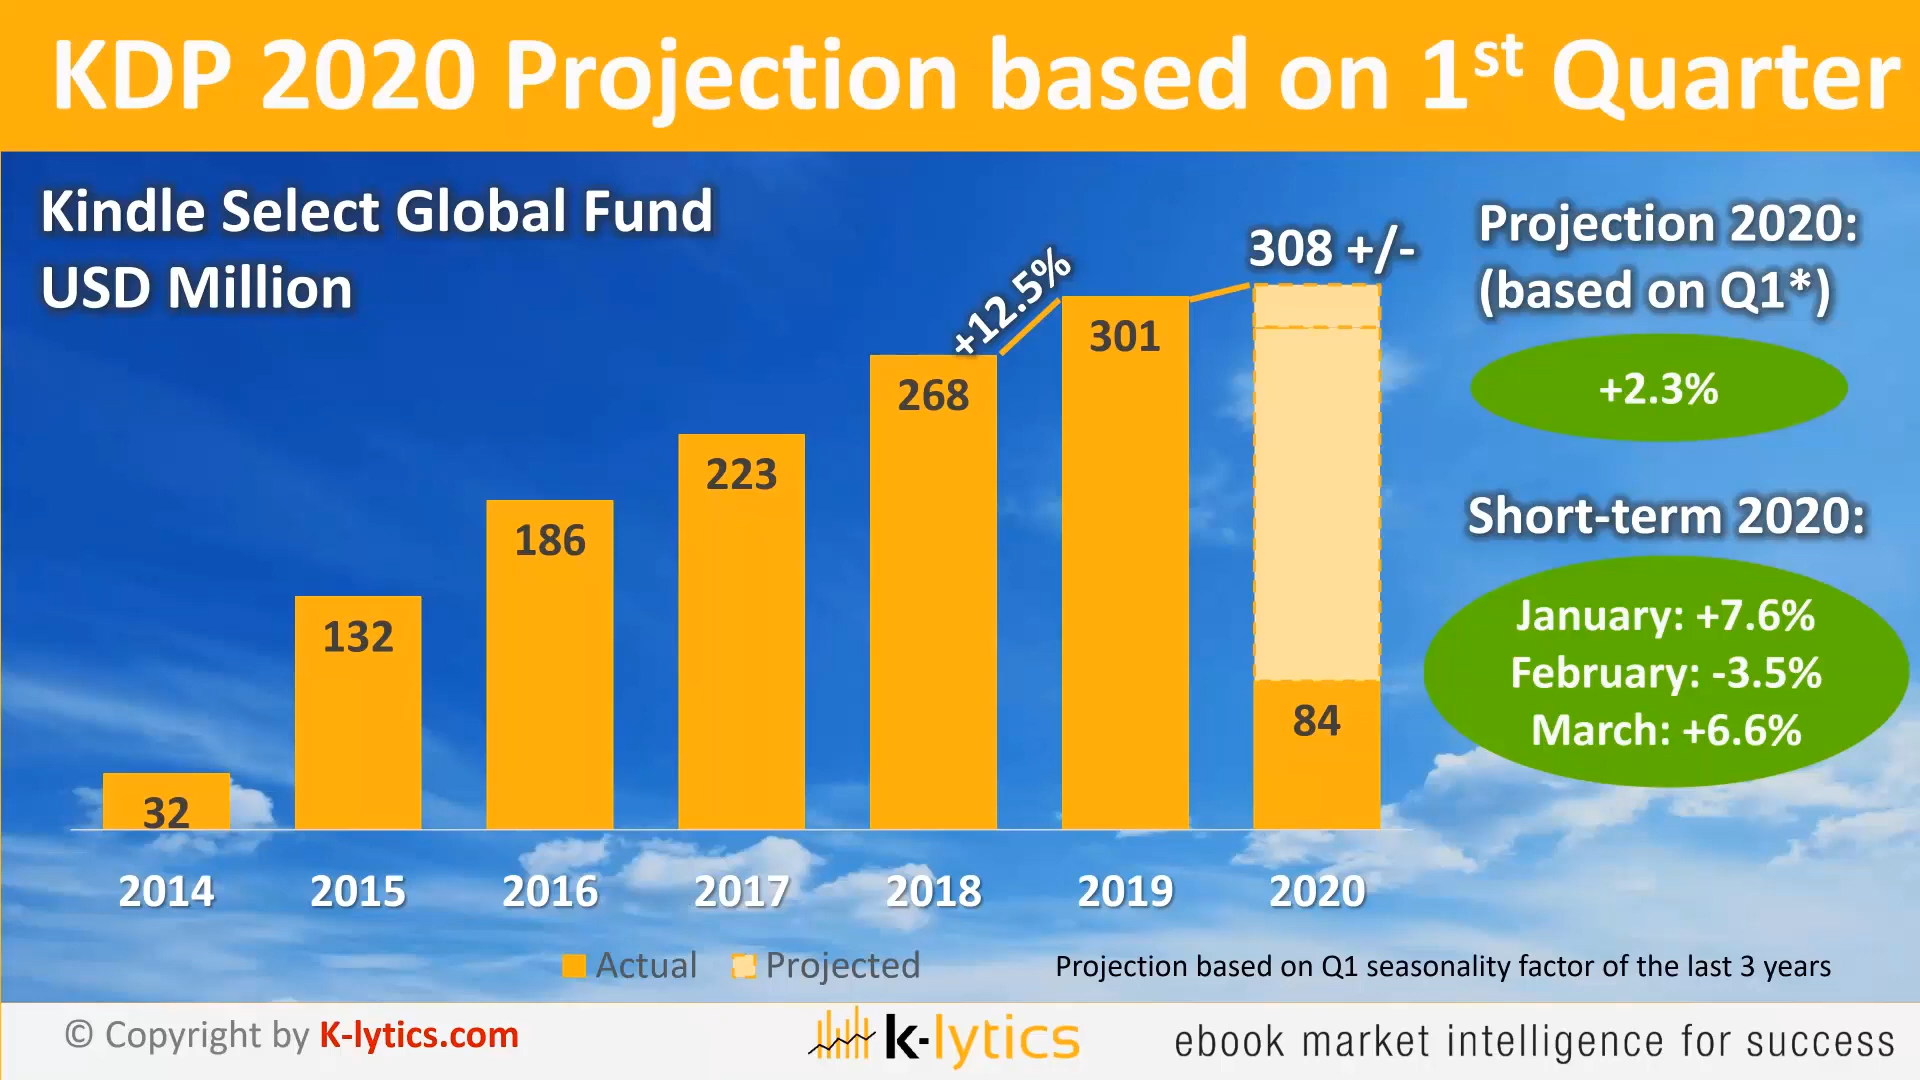 KDP 2020 Projection based on 1st Quarter
Kindle Select Global Fund
USD Million
32
132
186
223
268
+12.5%
301
308 +/-
84
2014
2015
2016
2017
2018
2019
2020
Actual
Projected
Projection based on Q1 seasonality factor of the last 3 years
Projection 2020:
(based on Q1*)
+2.3%
Short-term 2020:
January: +7.6%
February: -3.5%
March: +6.6%
© Copyright by K-lytics.com
k-lytics
ebook market intelligence for success